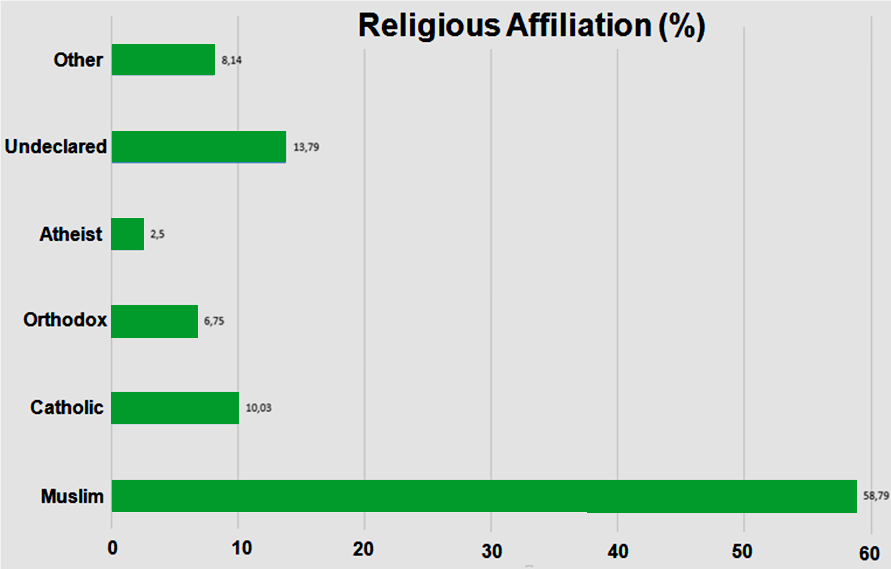 Religious Affiliation (%)
Other 8,14
Undeclared 13,79
Atheist 2,5
Orthodox 6,75
Catholic 10,03
Muslim 58,79
0 10 20 30 40 50 60